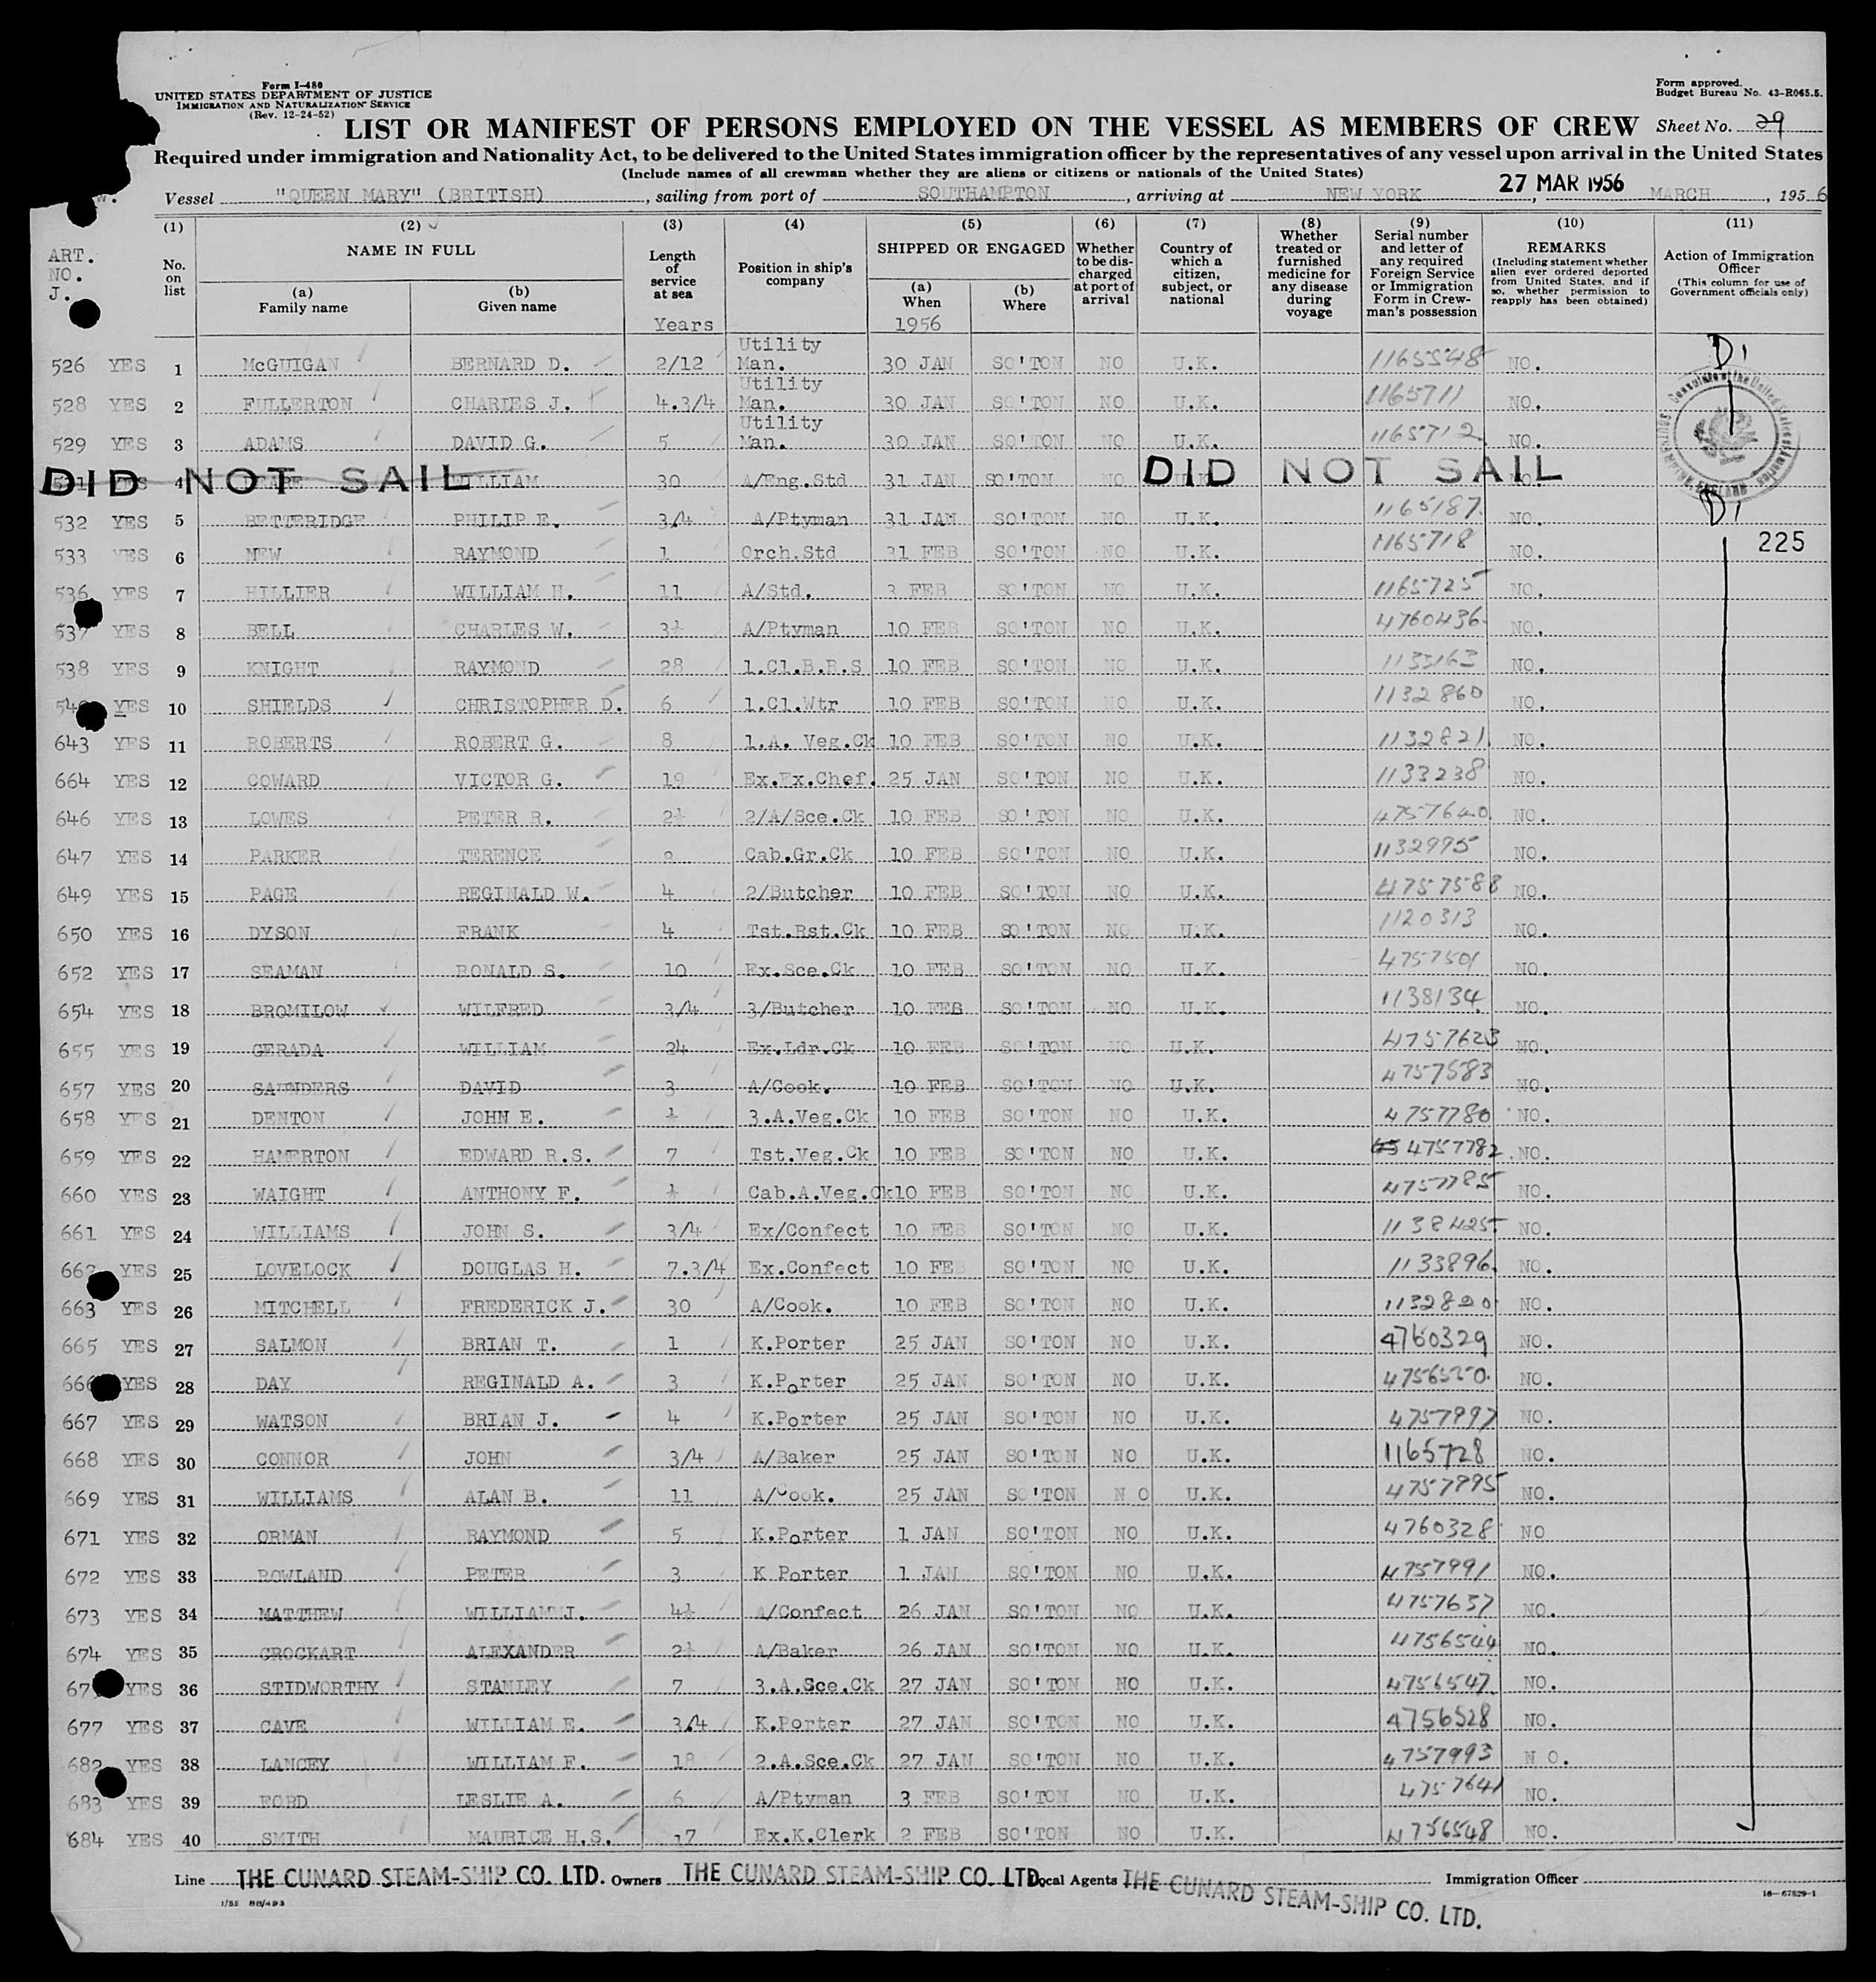 Form I-480
UNITED STATES DEPARTMENT OF JUSTICE
IMMIGRATION AND NATURALIZATION SERVICE
(Rev. 12-24-52)
Form approved.
Budget Bureau No. 43-R065.5.
LIST OR MANIFEST OF PERSONS EMPLOYED ON THE VESSEL AS MEMBERS OF CREW Sheet No. 29
Required under immigration and Nationality Act, to be delivered to the United States immigration officer by the representatives of any vessel upon arrival in the United States
(Include names of all crewman whether they are aliens or citizens or nationals of the United States)
Vessel "QUEEN MARY" (BRITISH), sailing from port of SOUTHAMPTON, arriving at NEW YORK 27 MAR 1956, MARCH, 1956
(1) (2) (3) (4) (5) (6) (7) (8) (9) (10) (11)
ART. NO. J.
No. on list
NAME IN FULL
(a) Family name
(b) Given name
Length of service at sea
Years
Position in ship's company
SHIPPED OR ENGAGED
(a) When
1956
(b) Where
Whether to be discharged at port of arrival
Country of which a citizen, subject, or national
Whether treated or furnished medicine for any disease during voyage
Serial number and letter of any required Foreign Service or Immigration Form in Crewman's possession
REMARKS
(Including statement whether alien ever ordered deported from United States, and if so, whether permission to reapply has been obtained)
Action of Immigration Officer
(This column for use of Government officials only)
526 YES 1 McGUIGAN BERNARD D. 2/12 Utility Man. 30 JAN SO'TON NO U.K. 1165548 NO.
528 YES 2 FULLERTON CHARLES J. 4.3/4 Utility Man. 30 JAN SO'TON NO U.K. 1165711 NO.
529 YES 3 ADAMS DAVID G. 5 Utility Man. 30 JAN SO'TON NO U.K. 1165712 NO.
DID NOT SAIL 4 WILLIAM 30 A/Eng.Std 31 JAN SO'TON NO DID NOT SAIL
532 YES 5 BETTERIDGE PHILIP E. 3/4 A/Ptyman 31 JAN SO'TON NO U.K. 1165187 NO.
533 YES 6 MEW RAYMOND 1 Orch.Std 31 FEB SO'TON NO U.K. 1165718 NO.
225
536 YES 7 HILLIER WILLIAM H. 11 A/Std. 3 FEB SO'TON NO U.K. 1165725 NO.
537 YES 8 BELL CHARLES W. 3½ A/Ptyman 10 FEB SO'TON NO U.K. 4760436 NO.
538 YES 9 KNIGHT RAYMOND 28 1.Cl.B.R.S 10 FEB SO'TON NO U.K. 1133163 NO.
YES 10 SHIELDS CHRISTOPHER D. 6 1.Cl.Wtr 10 FEB SO'TON NO U.K. 1132860 NO.
643 YES 11 ROBERTS ROBERT G. 8 1.A. Veg.Ck 10 FEB SO'TON NO U.K. 1132821 NO.
664 YES 12 COWARD VICTOR G. 19 Ex.Ex.Chef. 25 JAN SO'TON NO U.K. 1133238 NO.
646 YES 13 LOWES PETER R. 2½ 2/A/Sce.Ck 10 FEB SO'TON NO U.K. 4757640 NO.
647 YES 14 PARKER TERENCE Cab.Gr.Ck 10 FEB SO'TON NO U.K. 1132995 NO.
649 YES 15 PAGE REGINALD W. 4 2/Butcher 10 FEB SO'TON NO U.K. 4757588 NO.
650 YES 16 DYSON FRANK 4 Tst.Rst.Ck 10 FEB SO'TON NO U.K. 1120313 NO.
652 YES 17 SEAMAN RONALD S. 10 Ex.Sce.Ck 10 FEB SO'TON NO U.K. 4757501 NO.
654 YES 18 BROMILOW WILFRED 3/4 3/Butcher 10 FEB SO'TON NO U.K. 1138134 NO.
655 YES 19 GERADA WILLIAM 24 Ex.Ldr.Ck 10 FEB SO'TON NO U.K. 4757623 NO.
657 YES 20 SAUNDERS DAVID 3 A/Cook. 10 FEB SO'TON NO U.K. 4757583 NO.
658 YES 21 DENTON JOHN E. ½ 3.A.Veg.Ck 10 FEB SO'TON NO U.K. 4757780 NO.
659 YES 22 HAMERTON EDWARD R.S. 7 Tst.Veg.Ck 10 FEB SO'TON NO U.K. 4757782 NO.
660 YES 23 WAIGHT ANTHONY F. ½ Cab.A.Veg.Ck 10 FEB SO'TON NO U.K. 4757785 NO.
661 YES 24 WILLIAMS JOHN S. 3/4 Ex/Confect 10 FEB SO'TON NO U.K. 1138425 NO.
662 YES 25 LOVELOCK DOUGLAS H. 7.3/4 Ex.Confect 10 FEB SO'TON NO U.K. 1133896 NO.
663 YES 26 MITCHELL FREDERICK J. 30 A/Cook. 10 FEB SO'TON NO U.K. 1132820 NO.
665 YES 27 SALMON BRIAN T. 1 K.Porter 25 JAN SO'TON NO U.K. 4760329 NO.
666 YES 28 DAY REGINALD A. 3 K.Porter 25 JAN SO'TON NO U.K. 4756520 NO.
667 YES 29 WATSON BRIAN J. 4 K.Porter 25 JAN SO'TON NO U.K. 4757997 NO.
668 YES 30 CONNOR JOHN 3/4 A/Baker 25 JAN SO'TON NO U.K. 1165728 NO.
669 YES 31 WILLIAMS ALAN B. 11 A/Cook. 25 JAN SO'TON N O U.K. 4757995 NO.
671 YES 32 ORMAN RAYMOND 5 K.Porter 1 JAN SO'TON NO U.K. 4760328 NO
672 YES 33 ROWLAND PETER 3 K Porter 1 JAN SO'TON NO U.K. 4757991 NO.
673 YES 34 MATTHEW WILLIAM J. 4½ A/Confect 26 JAN SO'TON NO U.K. 4757637 NO.
674 YES 35 CROCKART ALEXANDER 2½ A/Baker 26 JAN SO'TON NO U.K. 4756544 NO.
YES 36 STIDWORTHY STANLEY 7 3.A.Sce.Ck 27 JAN SO'TON NO U.K. 4756547 NO.
677 YES 37 CAVE WILLIAM E. 3/4 K.Porter 27 JAN SO'TON NO U.K. 4756528 NO.
682 YES 38 LANCEY WILLIAM F. 18 2.A.Sce.Ck 27 JAN SO'TON NO U.K. 4757993 N O.
683 YES 39 FORD LESLIE A. 6 A/Ptyman 3 FEB SO'TON NO U.K. 4757641 NO.
684 YES 40 SMITH MAURICE H.S. 17 Ex.K.Clerk 2 FEB SO'TON NO U.K. 4756548 NO.
Line THE CUNARD STEAM-SHIP CO. LTD. Owners THE CUNARD STEAM-SHIP CO. LTD. Local Agents THE CUNARD STEAM-SHIP CO. LTD. Immigration Officer
1/55 80/493
16-67529-1